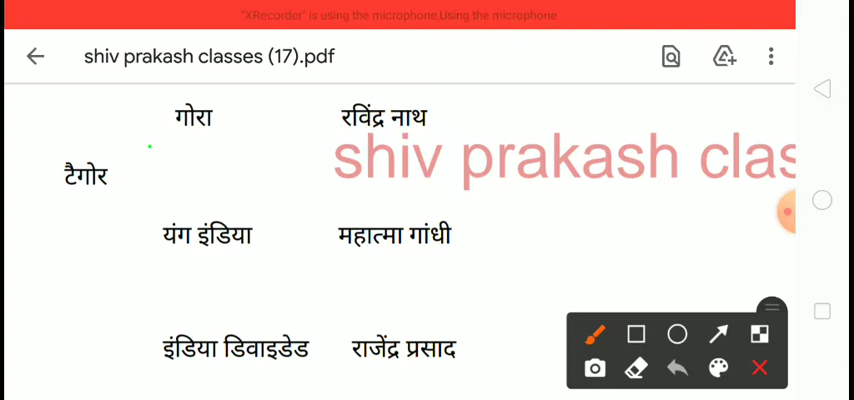 'XRecorder' is using the microphone,Using the microphone
shiv prakash classes (17).pdf
गोरा रविंद्र नाथ
shiv prakash clas
टैगोर
यंग इंडिया महात्मा गांधी
इंडिया डिवाइडेड राजेंद्र प्रसाद